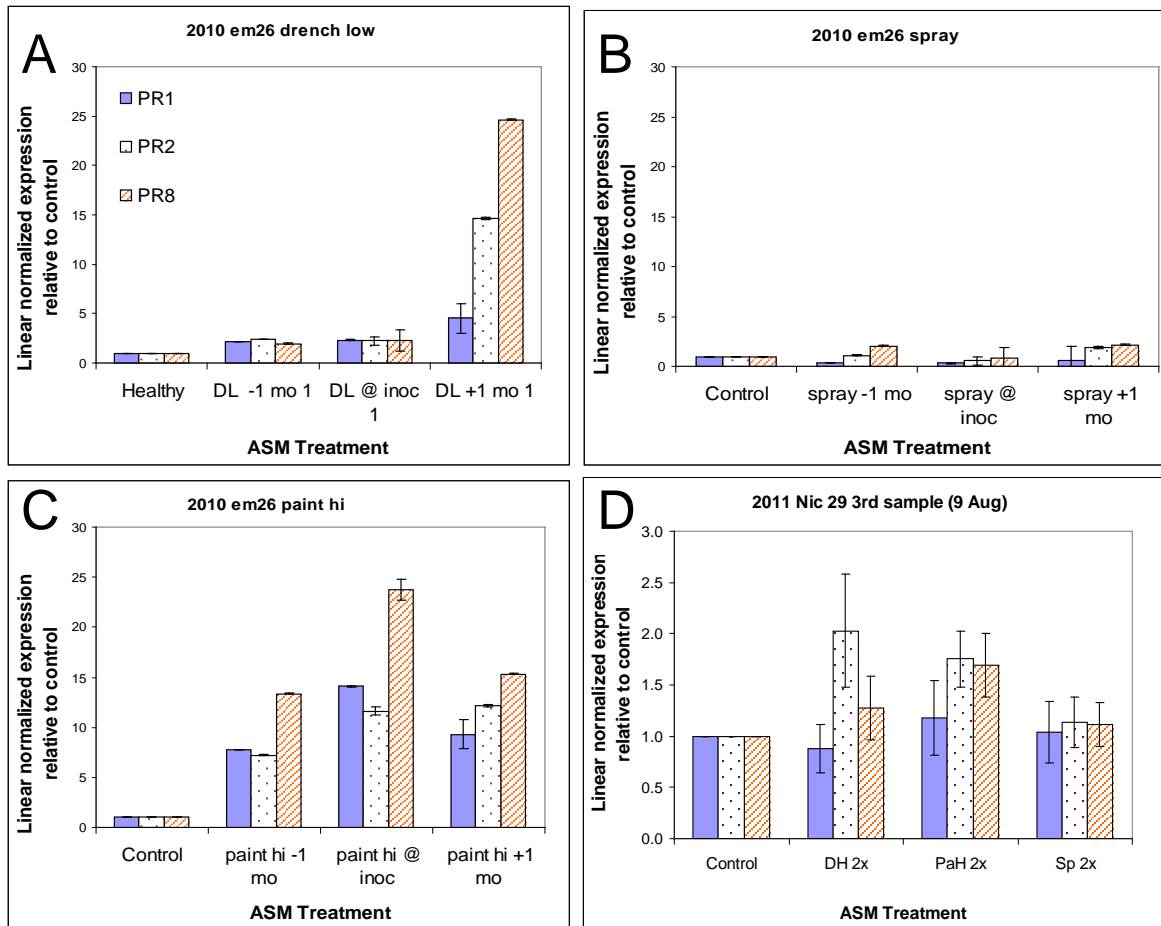 A
2010 em26 drench low
Linear normalized expression
relative to control
30
25
20
15
10
5
0
PR1
PR2
PR8
Healthy
DL -1 mo 1
DL @ inoc
1
DL +1 mo 1
ASM Treatment
B
2010 em26 spray
Linear normalized expression
relative to control
30
25
20
15
10
5
0
Control
spray -1 mo
spray @
inoc
spray +1
mo
ASM Treatment
C
2010 em26 paint hi
Linear normalized expression
relative to control
30
25
20
15
10
5
0
Control
paint hi -1
mo
paint hi @
inoc
paint hi +1
mo
ASM Treatment
D
2011 Nic 29 3rd sample (9 Aug)
Linear normalized expression
relative to control
3.0
2.5
2.0
1.5
1.0
0.5
0.0
Control
DH 2x
PaH 2x
Sp 2x
ASM Treatment